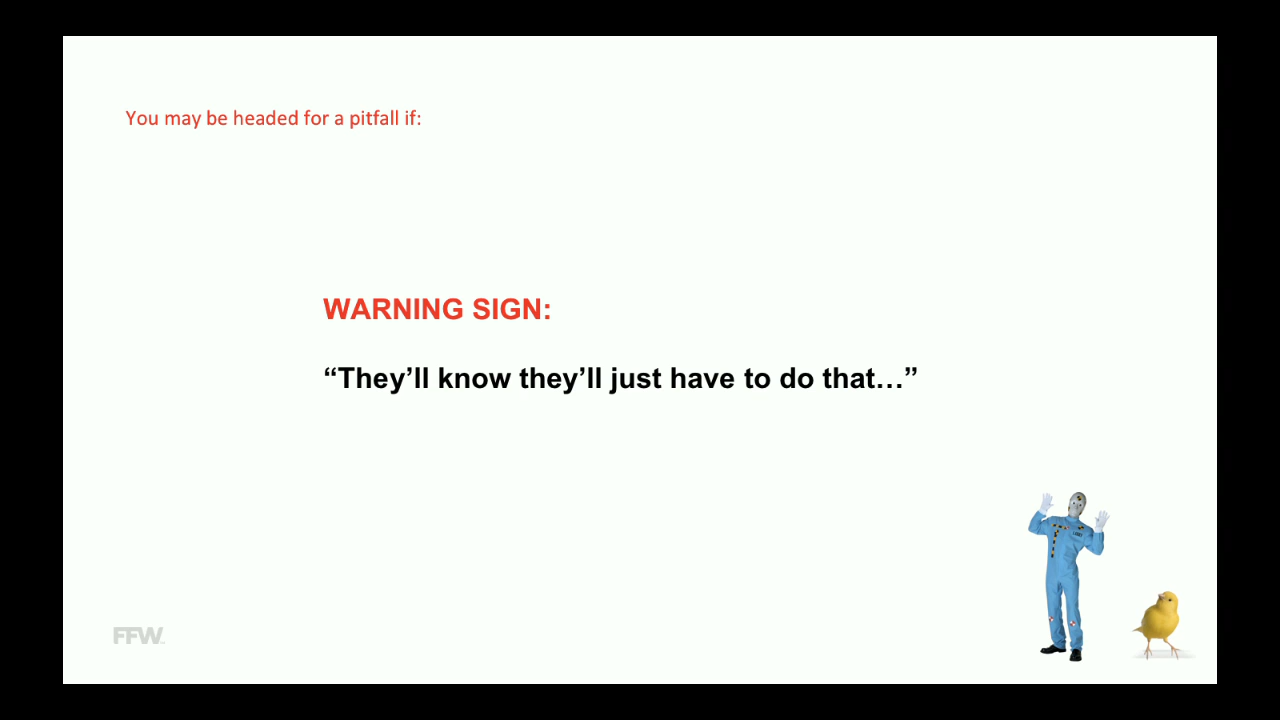 You may be headed for a pitfall if:
WARNING SIGN:
“They’ll know they’ll just have to do that…”
FFW